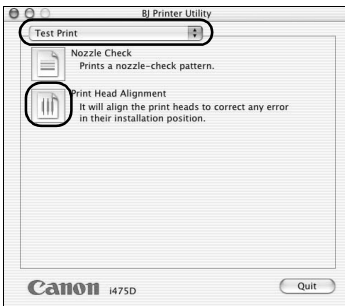 BJ Printer Utility
Test Print
Nozzle Check
Prints a nozzle-check pattern.
Print Head Alignment
It will align the print heads to correct any error
in their installation position.
Canon i475D
Quit